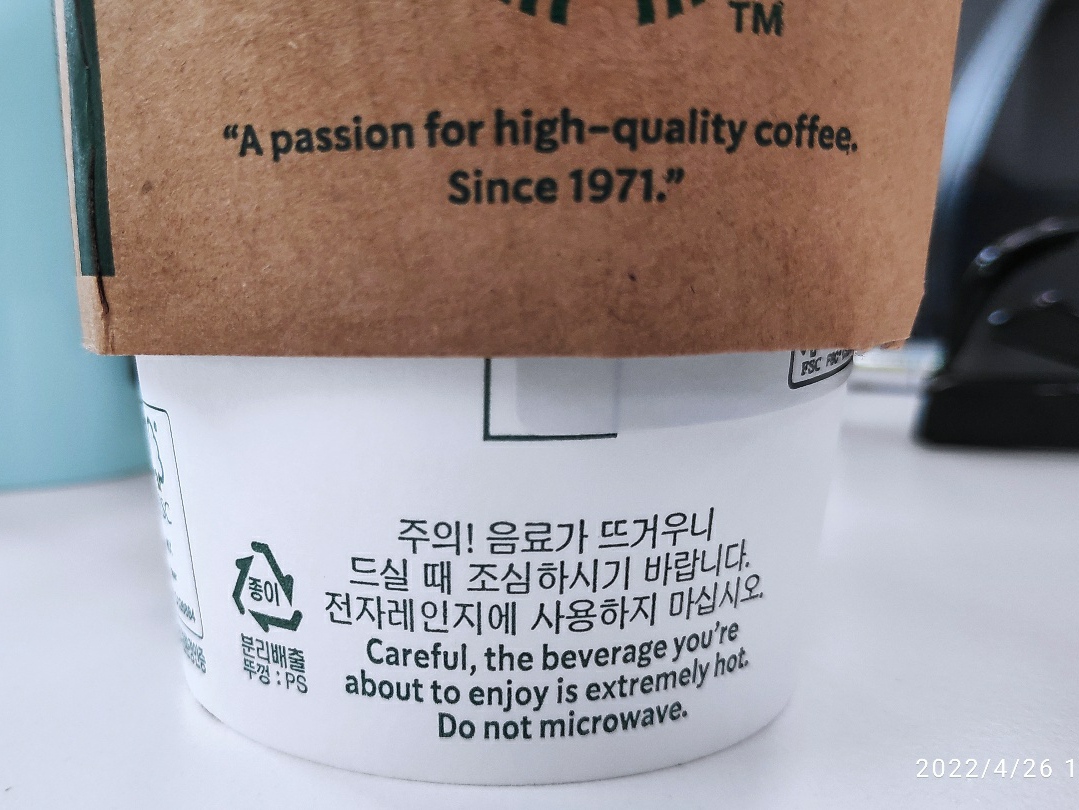 TM
“A passion for high-quality coffee.
Since 1971.”
주의! 음료가 뜨거우니
드실 때 조심하시기 바랍니다.
전자레인지에 사용하지 마십시오.
Careful, the beverage you’re
about to enjoy is extremely hot.
Do not microwave.
종이
분리배출
뚜껑 : PS
2022/4/26 1